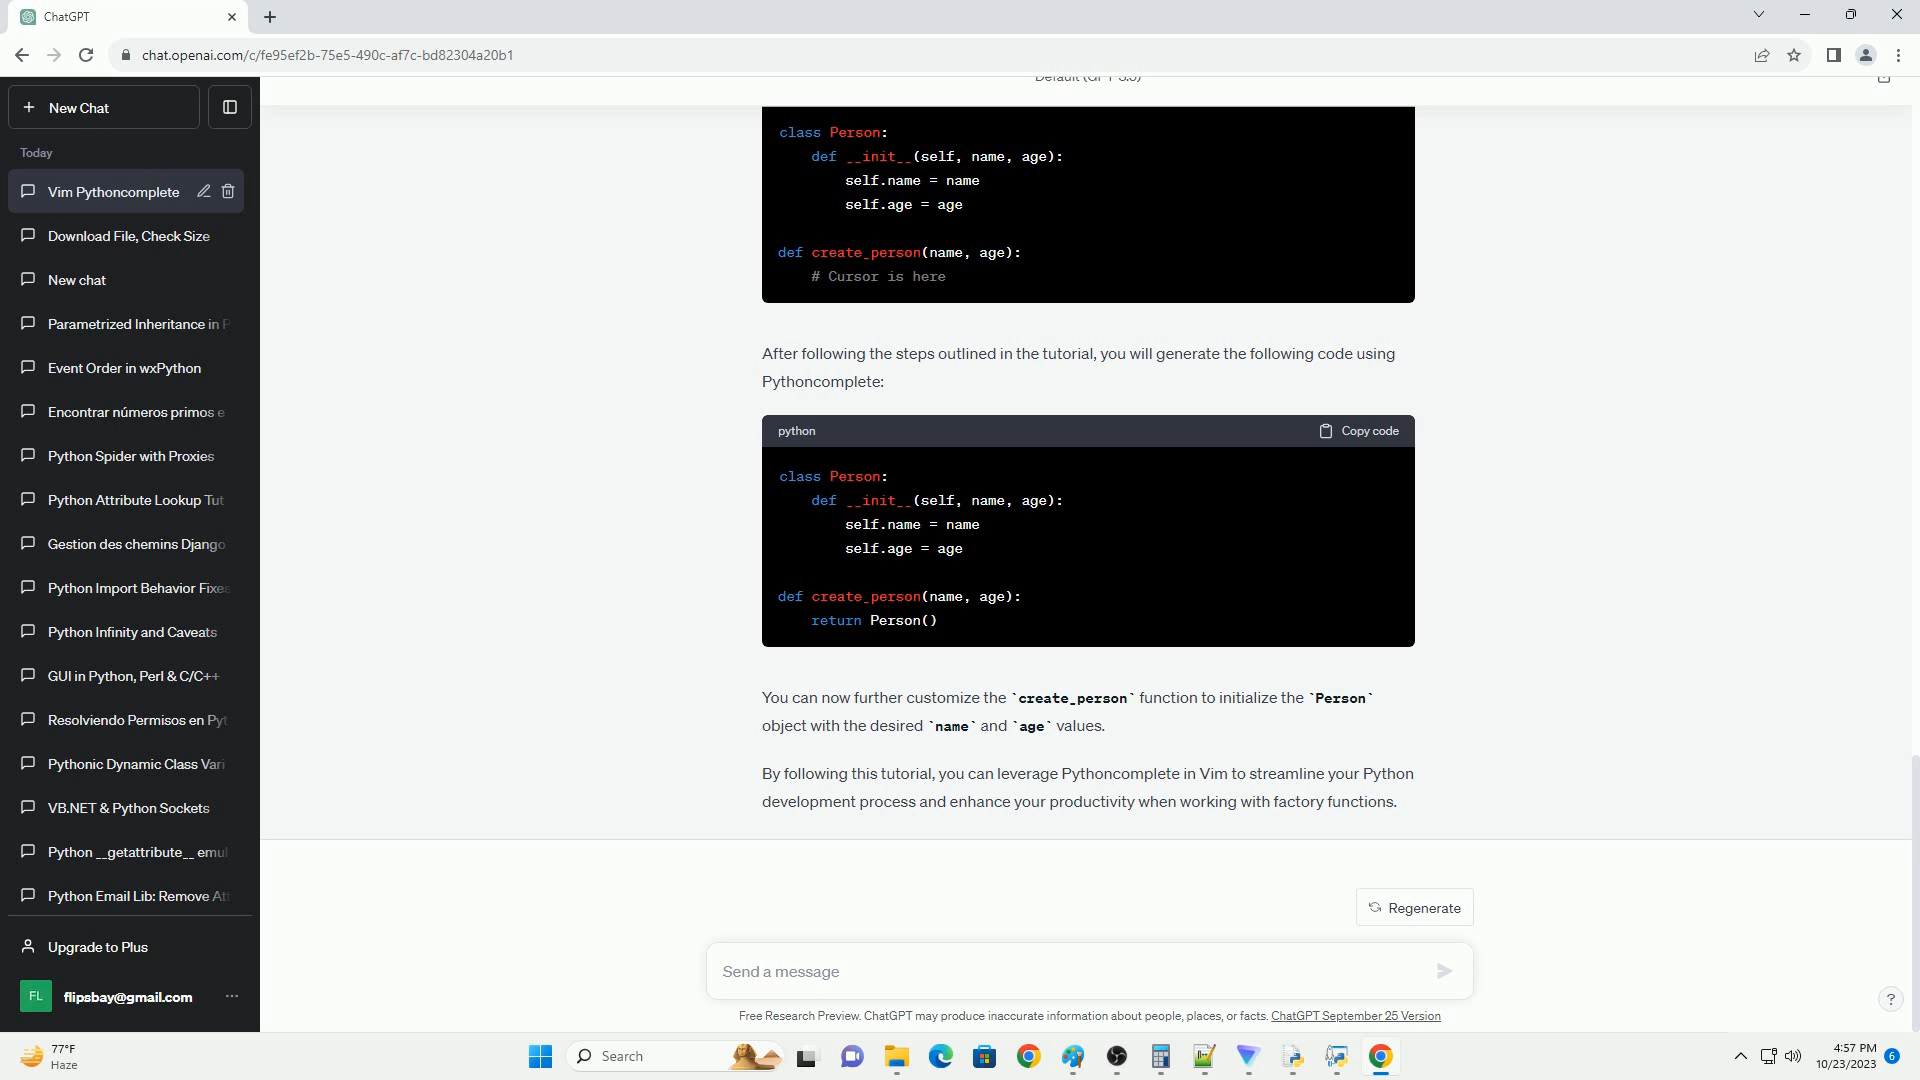 ChatGPT
chat.openai.com/c/fe95ef2b-75e5-490c-af7c-bd82304a20b1
New Chat
Default (GPT-3.5)
Today
Vim Pythoncomplete
Download File, Check Size
New chat
Parametrized Inheritance in P
Event Order in wxPython
Encontrar números primos e
Python Spider with Proxies
Python Attribute Lookup Tut
Gestion des chemins Django
Python Import Behavior Fixes
Python Infinity and Caveats
GUI in Python, Perl & C/C++
Resolviendo Permisos en Pyt
Pythonic Dynamic Class Vari
VB.NET & Python Sockets
Python __getattribute__ emul
Python Email Lib: Remove Att
Upgrade to Plus
FL flipsbay@gmail.com
class Person:
def __init__(self, name, age):
self.name = name
self.age = age
def create_person(name, age):
# Cursor is here
After following the steps outlined in the tutorial, you will generate the following code using
Pythoncomplete:
python Copy code
class Person:
def __init__(self, name, age):
self.name = name
self.age = age
def create_person(name, age):
return Person()
You can now further customize the `create_person` function to initialize the `Person`
object with the desired `name` and `age` values.
By following this tutorial, you can leverage Pythoncomplete in Vim to streamline your Python
development process and enhance your productivity when working with factory functions.
Regenerate
Send a message
Free Research Preview. ChatGPT may produce inaccurate information about people, places, or facts. ChatGPT September 25 Version
?
77°F
Haze
Search
4:57 PM
10/23/2023
6